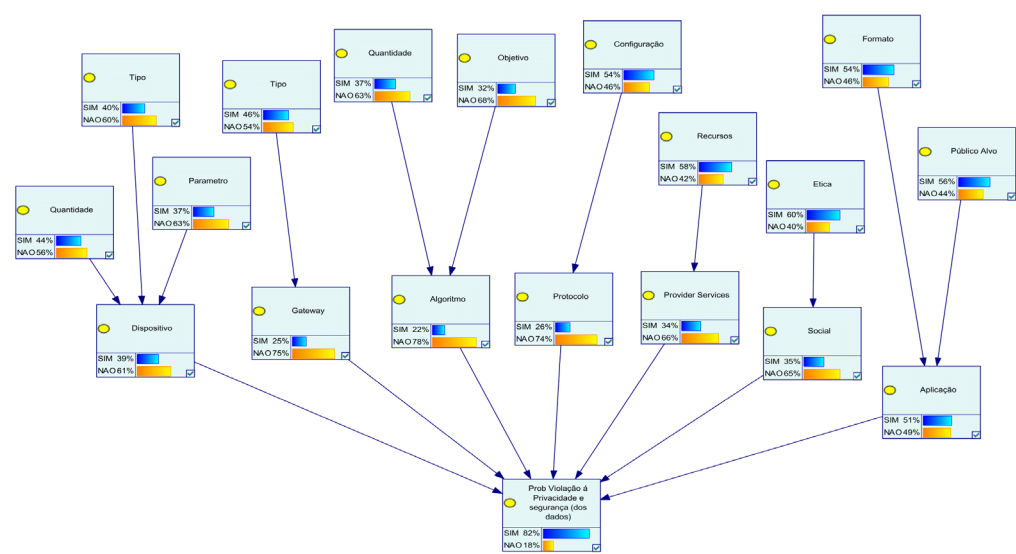 Quantidade
SIM 37%
NAO 63%
Objetivo
SIM 32%
NAO 68%
Configuração
SIM 54%
NAO 46%
Formato
SIM 54%
NAO 46%
Tipo
SIM 40%
NAO 60%
Tipo
SIM 46%
NAO 54%
Recursos
SIM 58%
NAO 42%
Público Alvo
SIM 56%
NAO 44%
Quantidade
SIM 44%
NAO 56%
Parametro
SIM 37%
NAO 63%
Etica
SIM 60%
NAO 40%
Dispositivo
SIM 39%
NAO 61%
Gateway
SIM 25%
NAO 75%
Algoritmo
SIM 22%
NAO 78%
Protocolo
SIM 26%
NAO 74%
Provider Services
SIM 34%
NAO 66%
Social
SIM 35%
NAO 65%
Aplicação
SIM 51%
NAO 49%
Prob Violação á
Privacidade e
segurança (dos
dados)
SIM 82%
NAO 18%